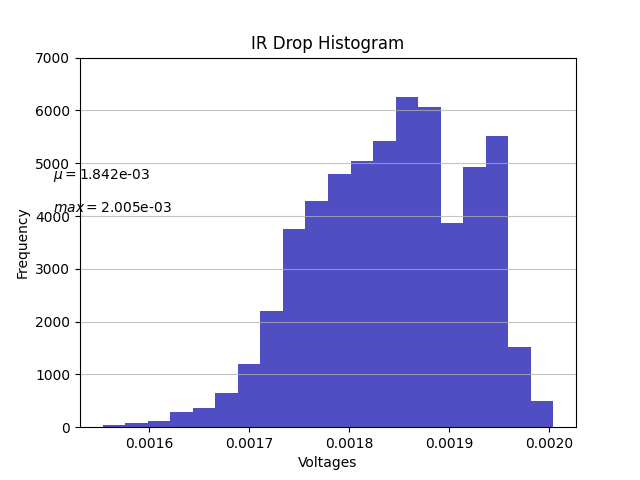 IR Drop Histogram
7000
6000
5000
μ = 1.842e-03
max = 2.005e-03
4000
3000
2000
1000
0
Frequency
0.0016 0.0017 0.0018 0.0019 0.0020
Voltages